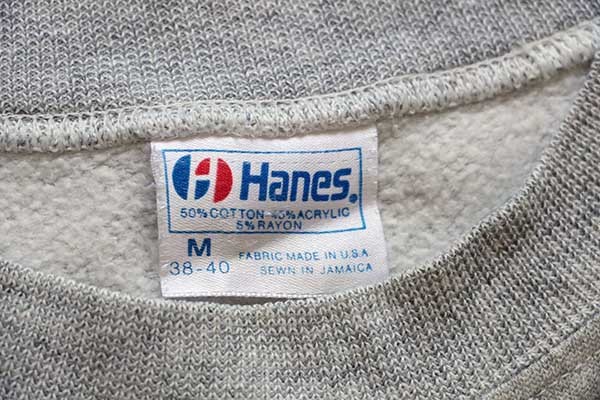 Hanes.
50% COTTON 45% ACRYLIC
5% RAYON
M
38-40
FABRIC MADE IN U.S.A
SEWN IN JAMAICA